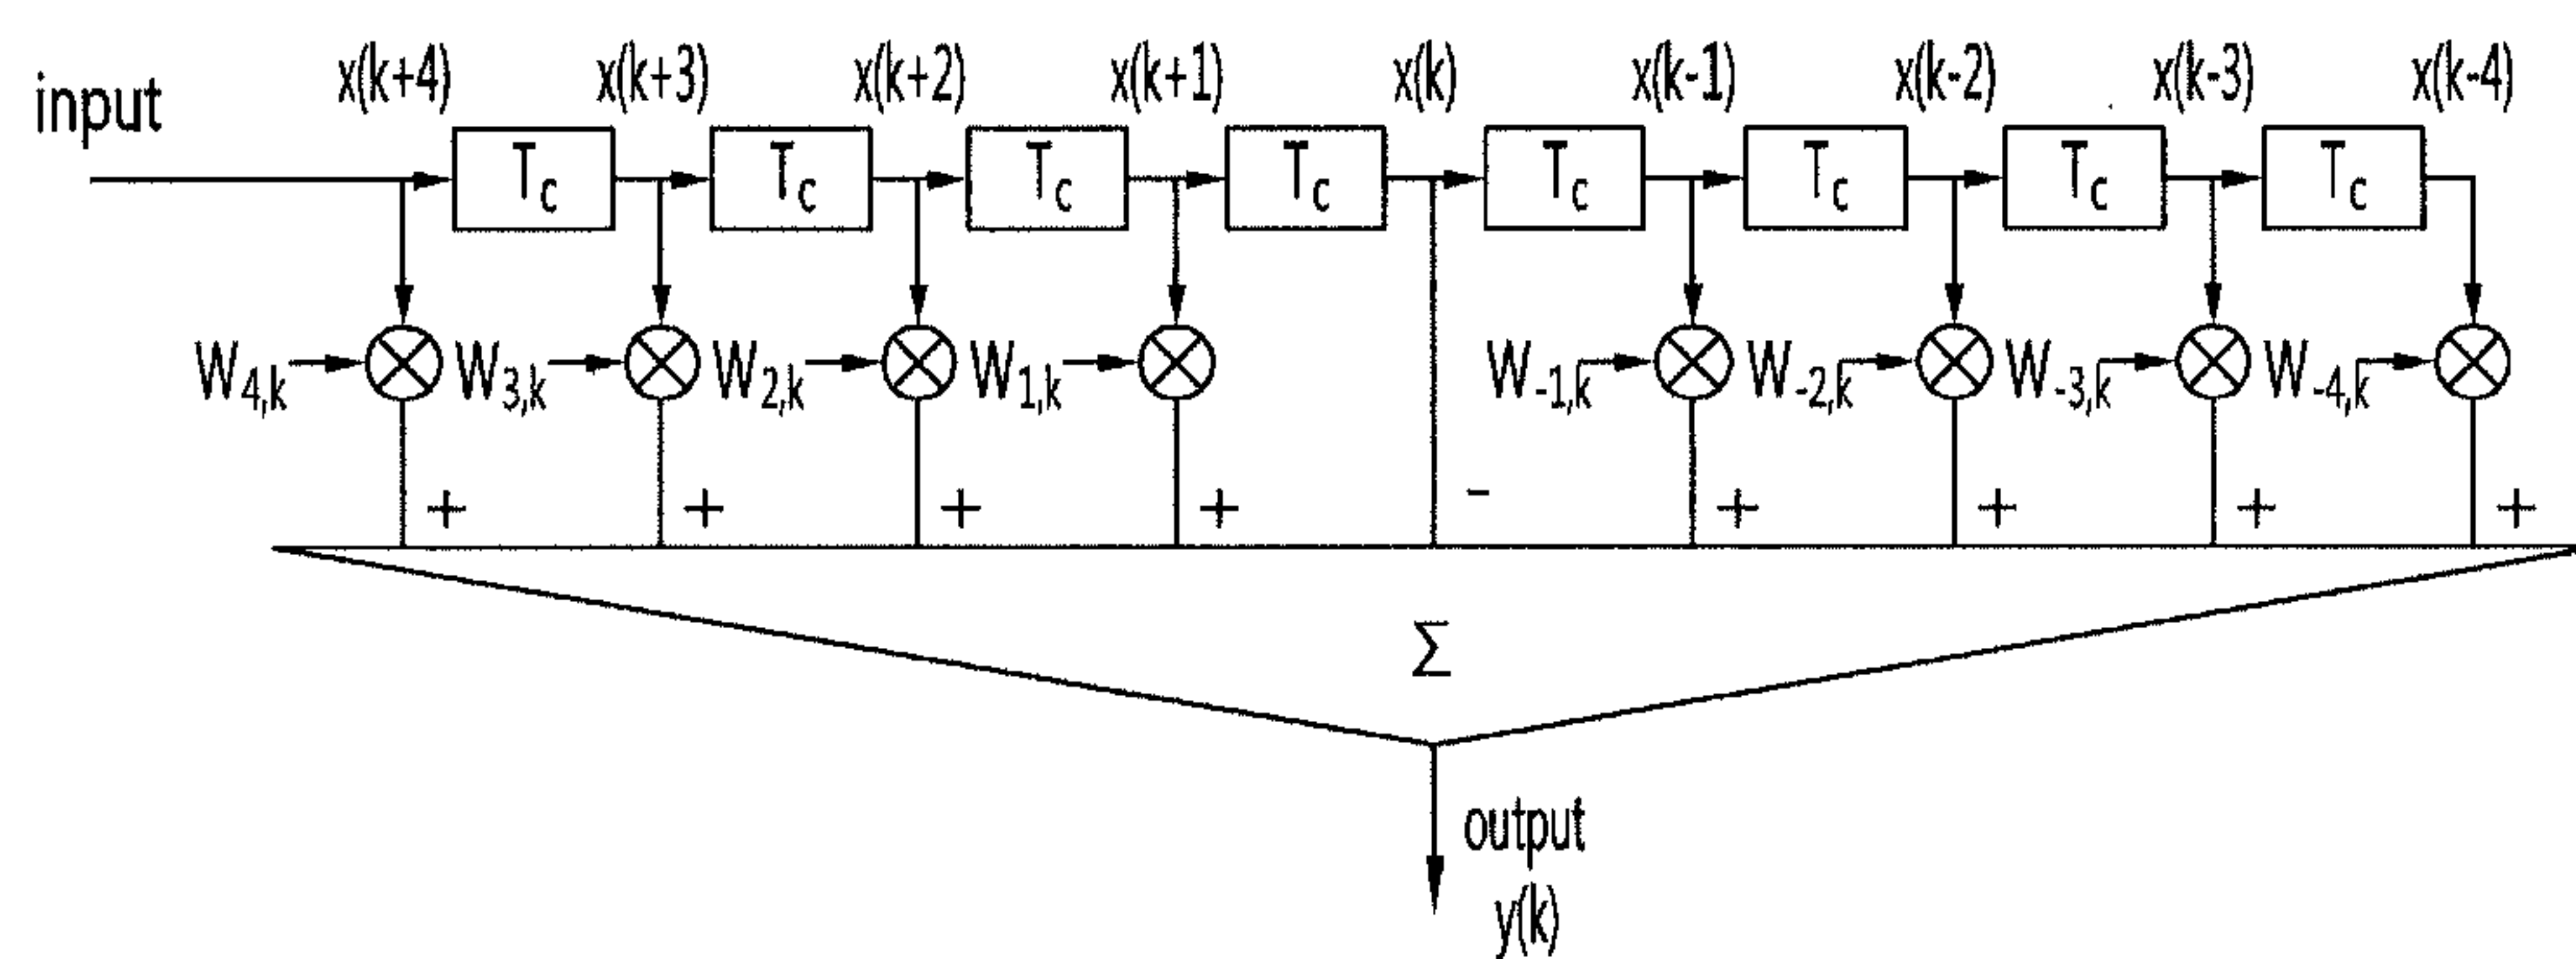 input
x(k+4) x(k+3) x(k+2) x(k+1) x(k) x(k-1) x(k-2) x(k-3) x(k-4)
Tc Tc Tc Tc Tc Tc Tc Tc
W4,k W3,k W2,k W1,k W-1,k W-2,k W-3,k W-4,k
+ + + + - + + + +
Σ
output
y(k)